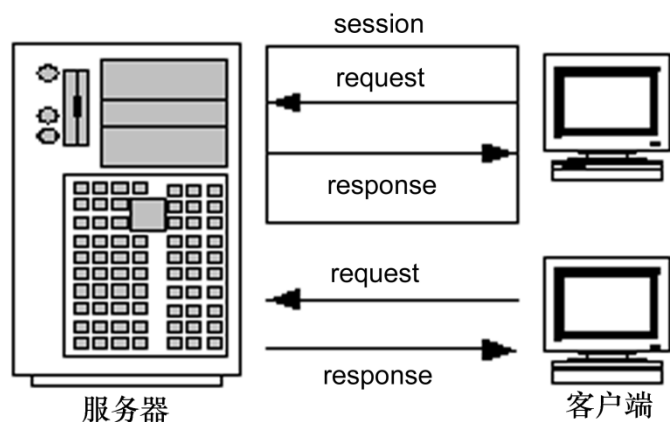 session
request
response
request
response
服务器
客户端